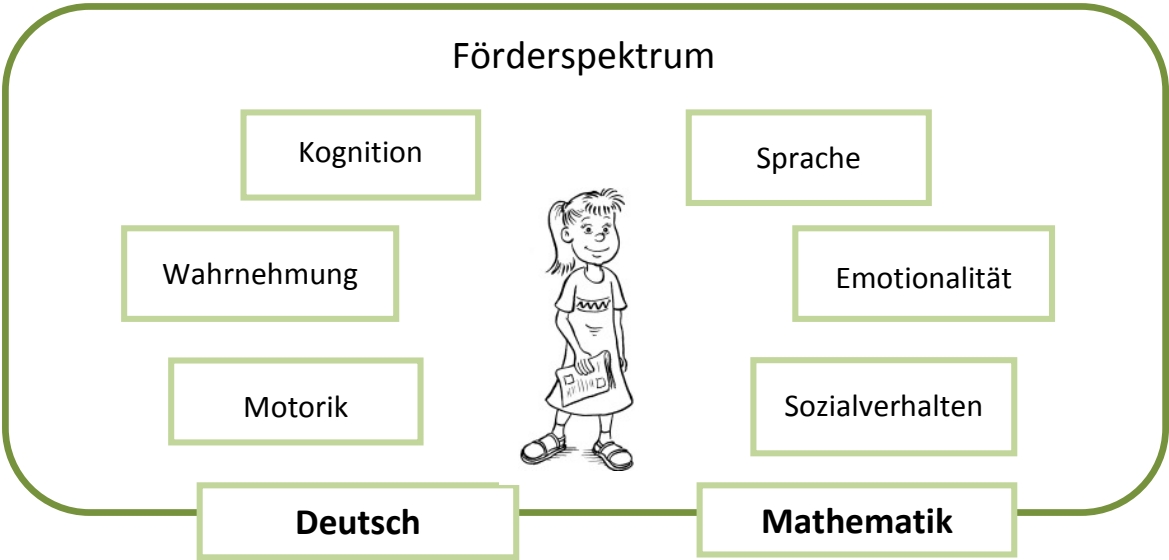 Förderspektrum
Kognition
Sprache
Wahrnehmung
Emotionalität
Motorik
Sozialverhalten
Deutsch
Mathematik